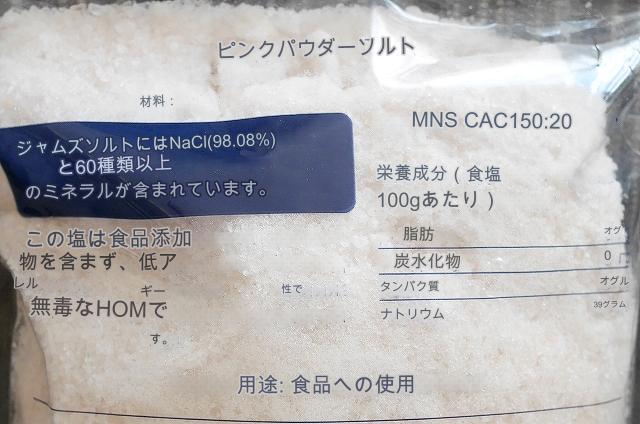 ピンクパウダーソルト
材料：
MNS CAC150:20
ジャムズソルトにはNaCl(98.08%)
と60種類以上
のミネラルが含まれています。
栄養成分（食塩
100gあたり）
この塩は食品添加
物を含まず、低ア
レル ギー 性で
無毒なHOMで
す。
脂肪 オグ
炭水化物 0
タンパク質 オグル
ナトリウム 39グラム
用途: 食品への使用